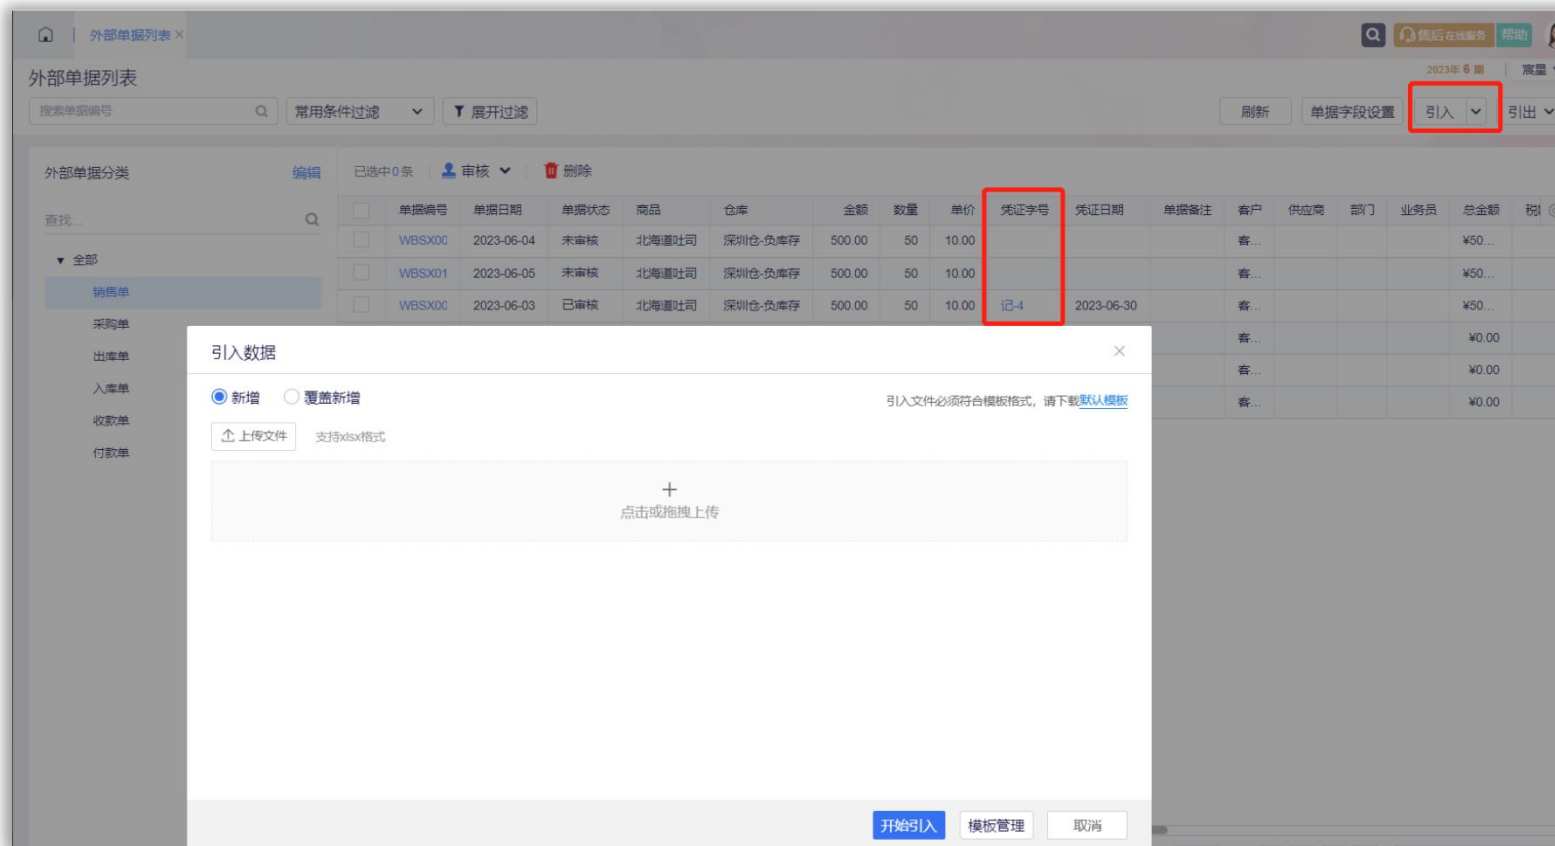 外部单据列表 ×
售后在线服务 帮助
外部单据列表
2023年 6 期
搜索单据编号
常用条件过滤
展开过滤
刷新
单据字段设置
引入
引出
外部单据分类
编辑
已选中0条
审核
删除
查找...
全部
销售单
采购单
出库单
入库单
收款单
付款单
单据编号 单据日期 单据状态 商品 仓库 金额 数量 单价 凭证字号 凭证日期 单据备注 客户 供应商 部门 业务员 总金额
WBSX00 2023-06-04 未审核 北海道吐司 深圳仓-负库存 500.00 50 10.00 客... ¥50...
WBSX01 2023-06-05 未审核 北海道吐司 深圳仓-负库存 500.00 50 10.00 客... ¥50...
WBSX00 2023-06-03 已审核 北海道吐司 深圳仓-负库存 500.00 50 10.00 记-4 2023-06-30 客... ¥50...
客... ¥0.00
客... ¥0.00
客... ¥0.00
引入数据
新增 覆盖新增
引入文件必须符合模板格式，请下载默认模板
上传文件 支持xlsx格式
点击或拖拽上传
开始引入 模板管理 取消